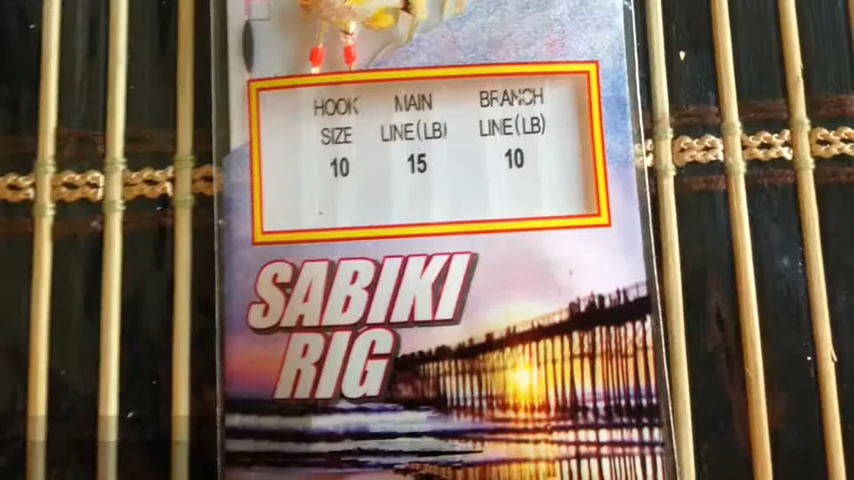 HOOK MAIN BRANCH
SIZE LINE(LB) LINE(LB)
10 15 10
SABIKI
RIG